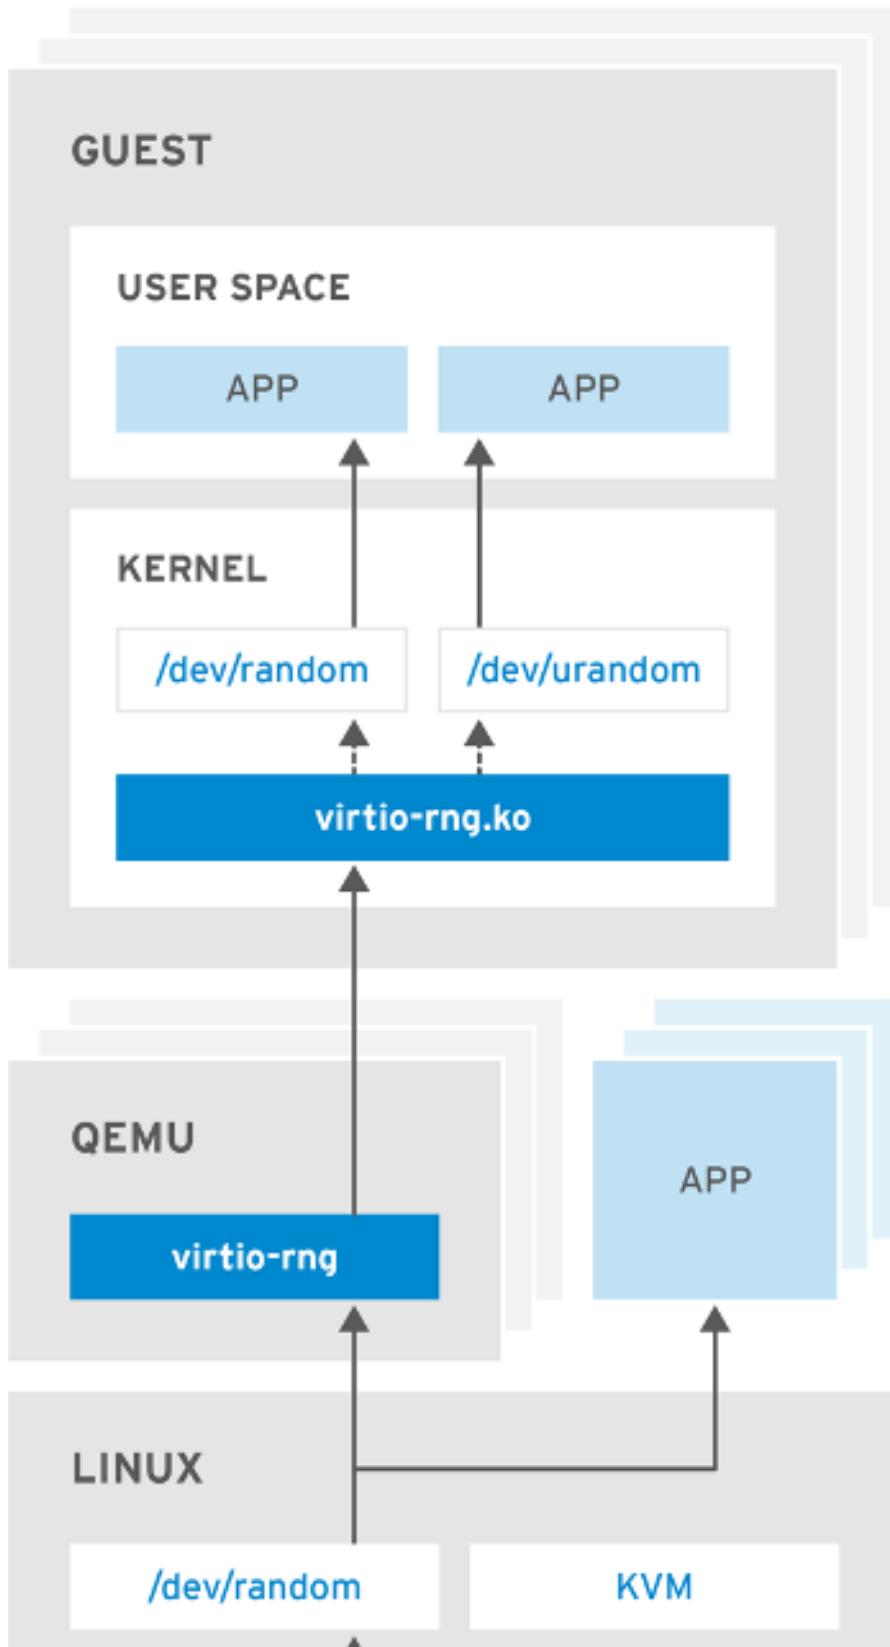 GUEST
USER SPACE
APP APP
KERNEL
/dev/random /dev/urandom
virtio-rng.ko
QEMU
APP
virtio-rng
LINUX
/dev/random KVM